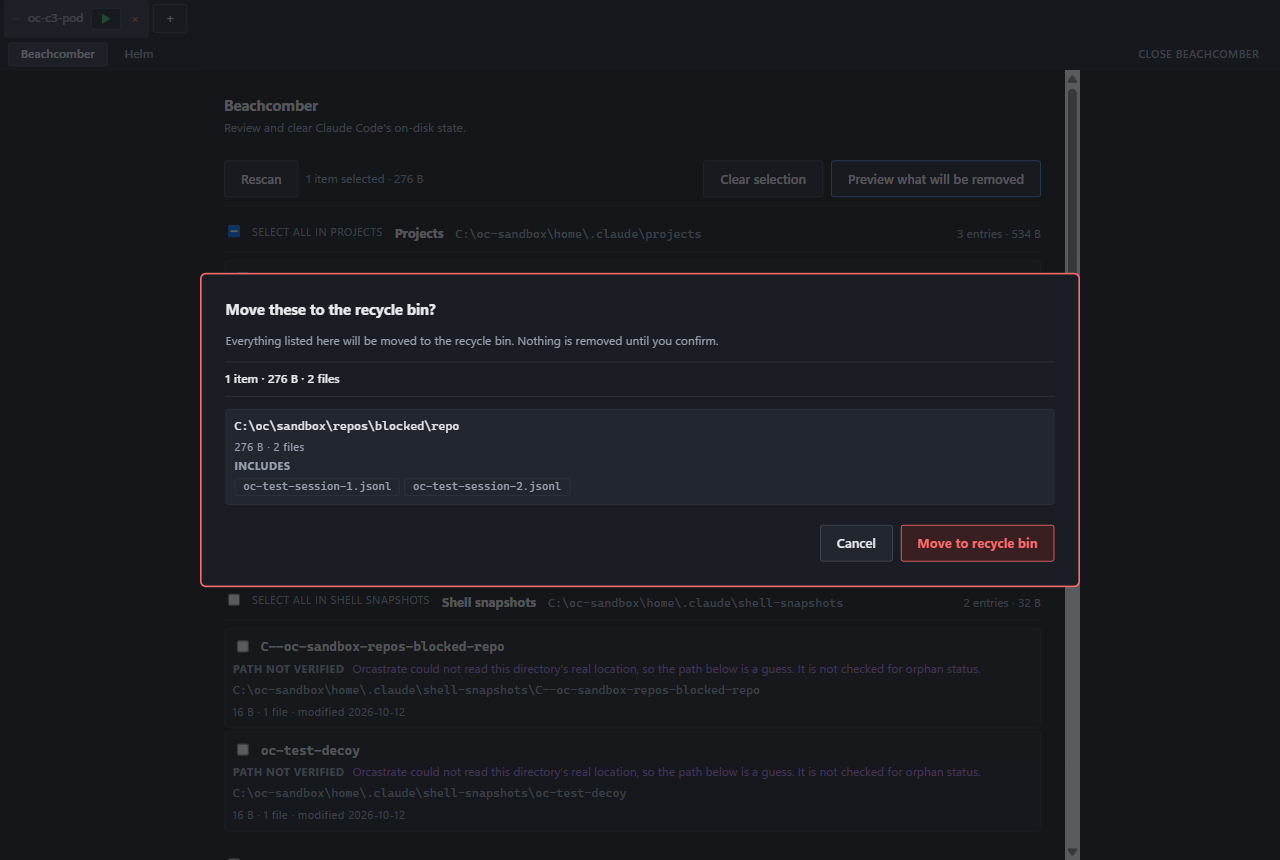 oc-c3-pod × +
Beachcomber Helm CLOSE BEACHCOMBER
Beachcomber
Review and clear Claude Code's on-disk state.
Rescan 1 item selected · 276 B Clear selection Preview what will be removed
SELECT ALL IN PROJECTS Projects C:\oc-sandbox\home\.claude\projects 3 entries · 534 B
Move these to the recycle bin?
Everything listed here will be moved to the recycle bin. Nothing is removed until you confirm.
1 item · 276 B · 2 files
C:\oc\sandbox\repos\blocked\repo
276 B · 2 files
INCLUDES
oc-test-session-1.jsonl oc-test-session-2.jsonl
Cancel Move to recycle bin
SELECT ALL IN SHELL SNAPSHOTS Shell snapshots C:\oc-sandbox\home\.claude\shell-snapshots 2 entries · 32 B
C--oc-sandbox-repos-blocked-repo
PATH NOT VERIFIED Orcastrate could not read this directory's real location, so the path below is a guess. It is not checked for orphan status.
C:\oc-sandbox\home\.claude\shell-snapshots\C--oc-sandbox-repos-blocked-repo
16 B · 1 file · modified 2026-10-12
oc-test-decoy
PATH NOT VERIFIED Orcastrate could not read this directory's real location, so the path below is a guess. It is not checked for orphan status.
C:\oc-sandbox\home\.claude\shell-snapshots\oc-test-decoy
16 B · 1 file · modified 2026-10-12